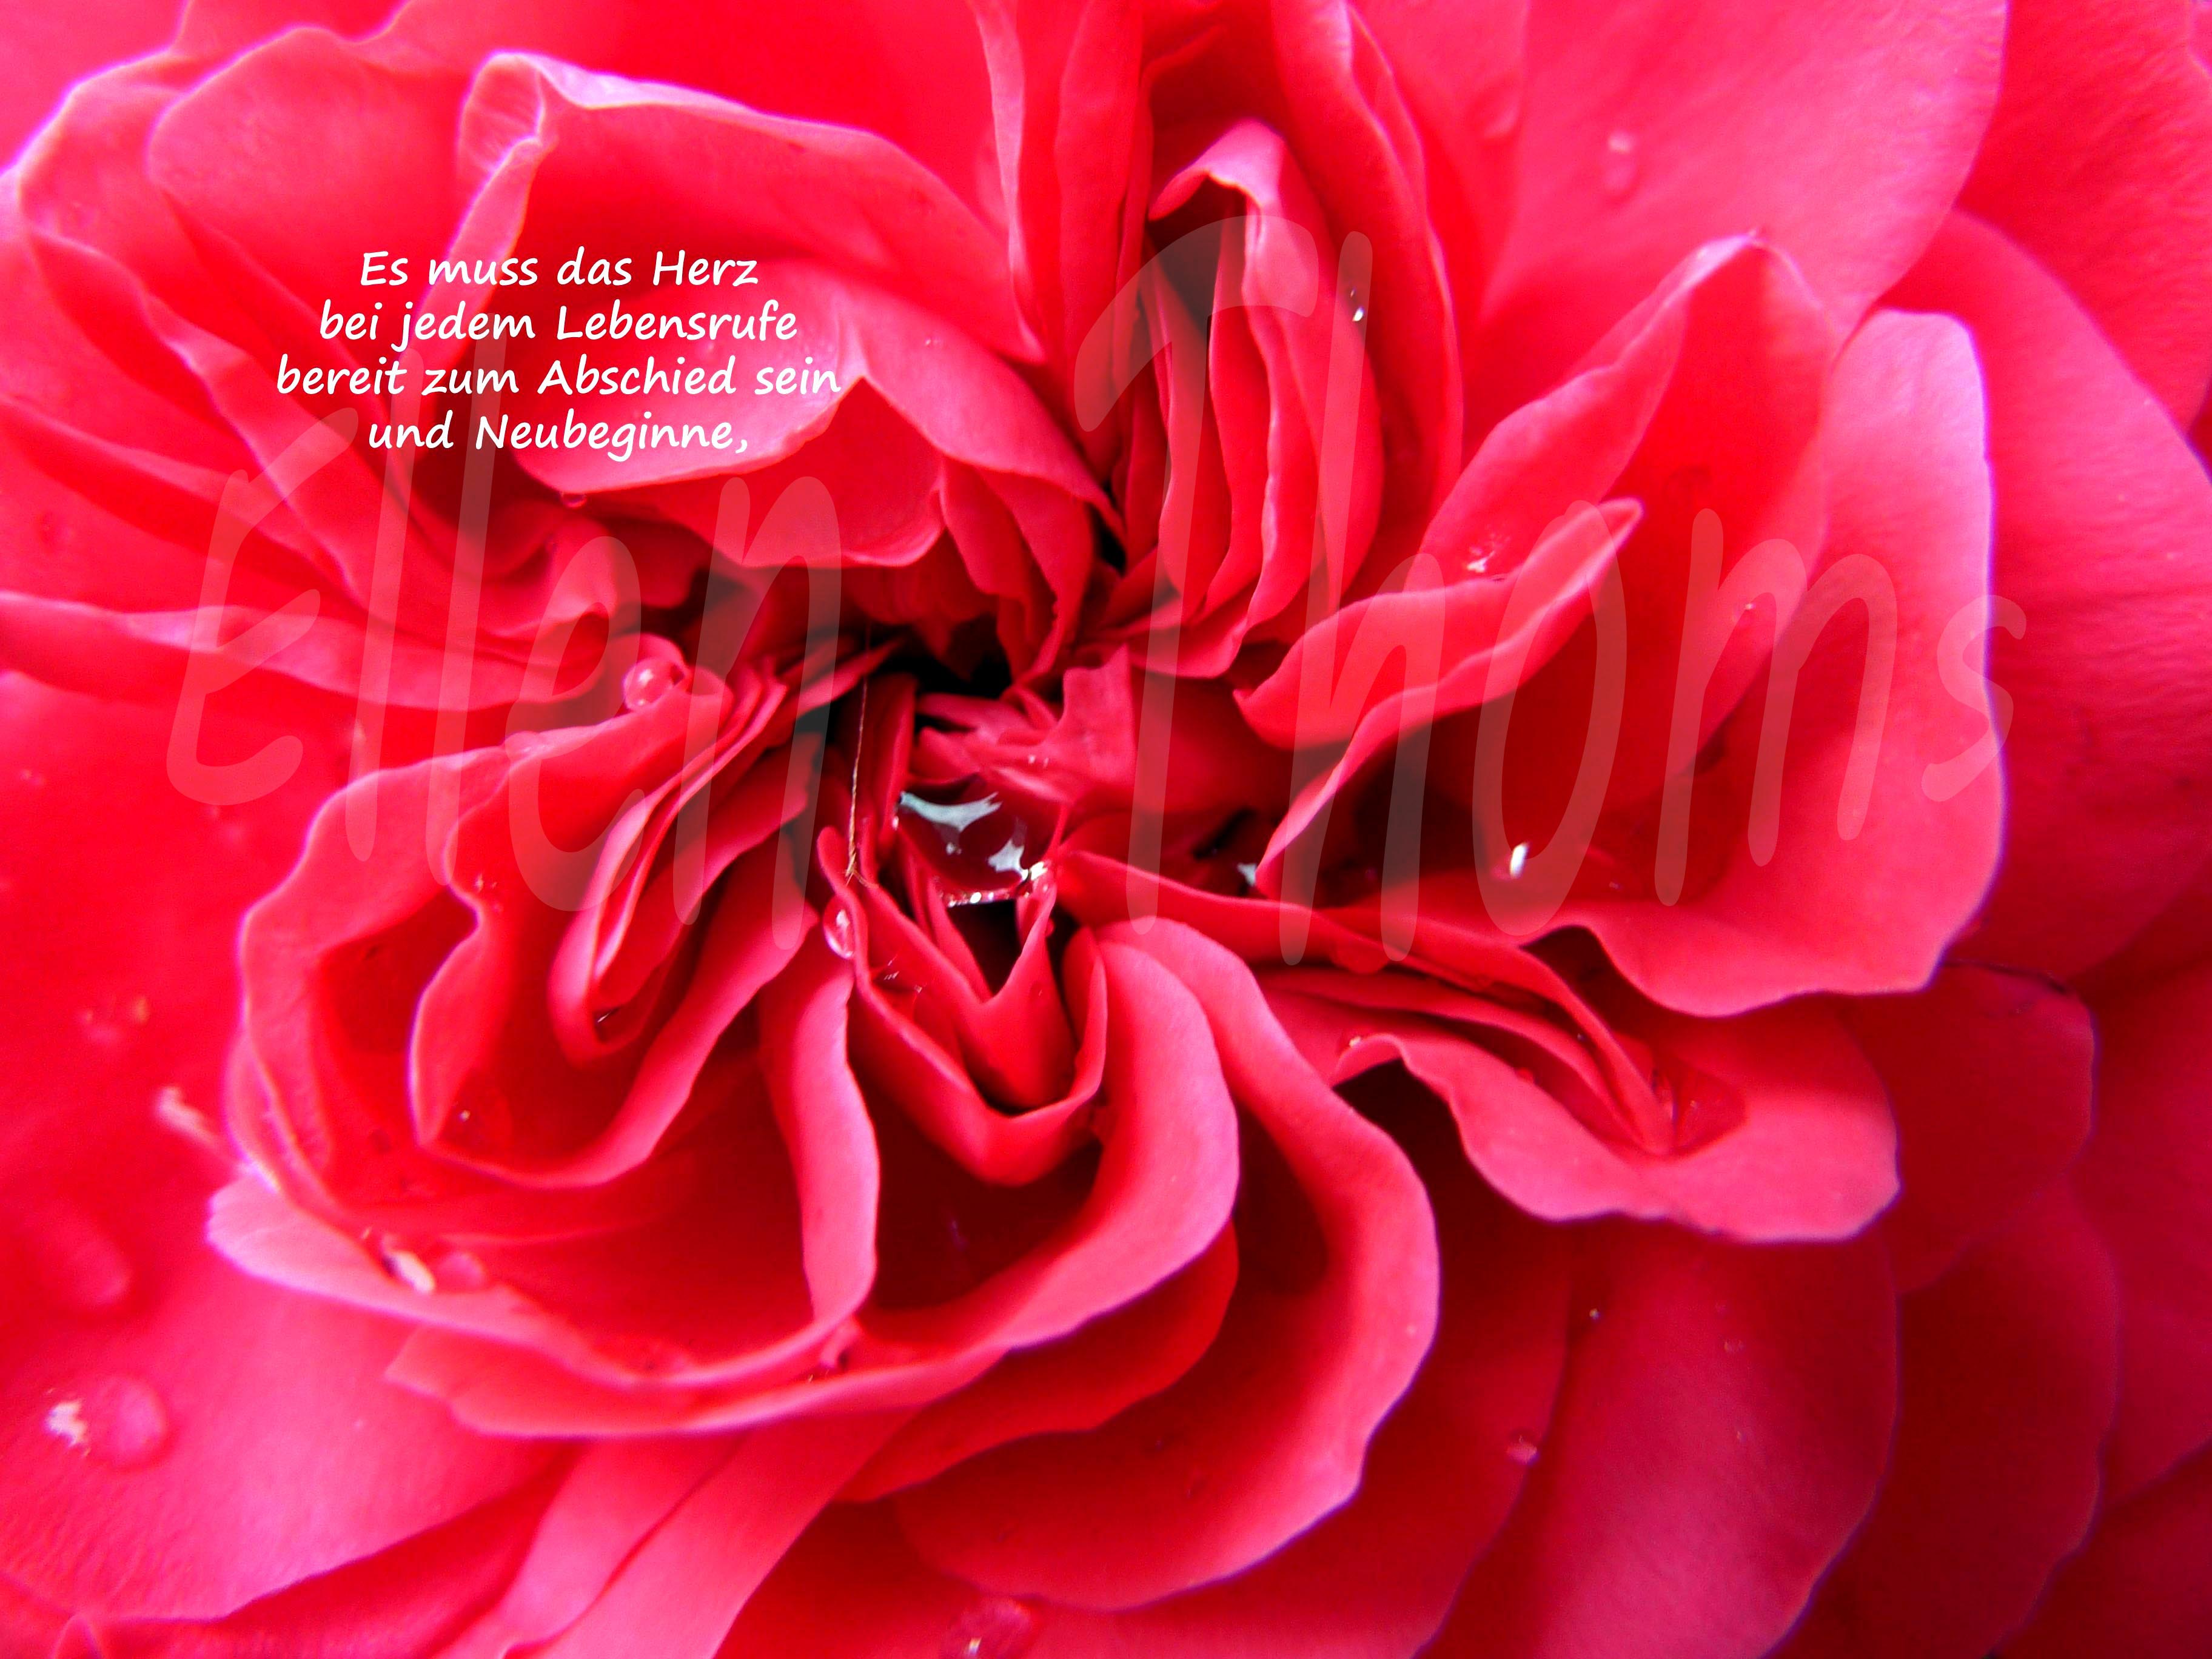 Es muss das Herz
bei jedem Lebensrufe
bereit zum Abschied sein
und Neubeginne,
Ellen Thoms